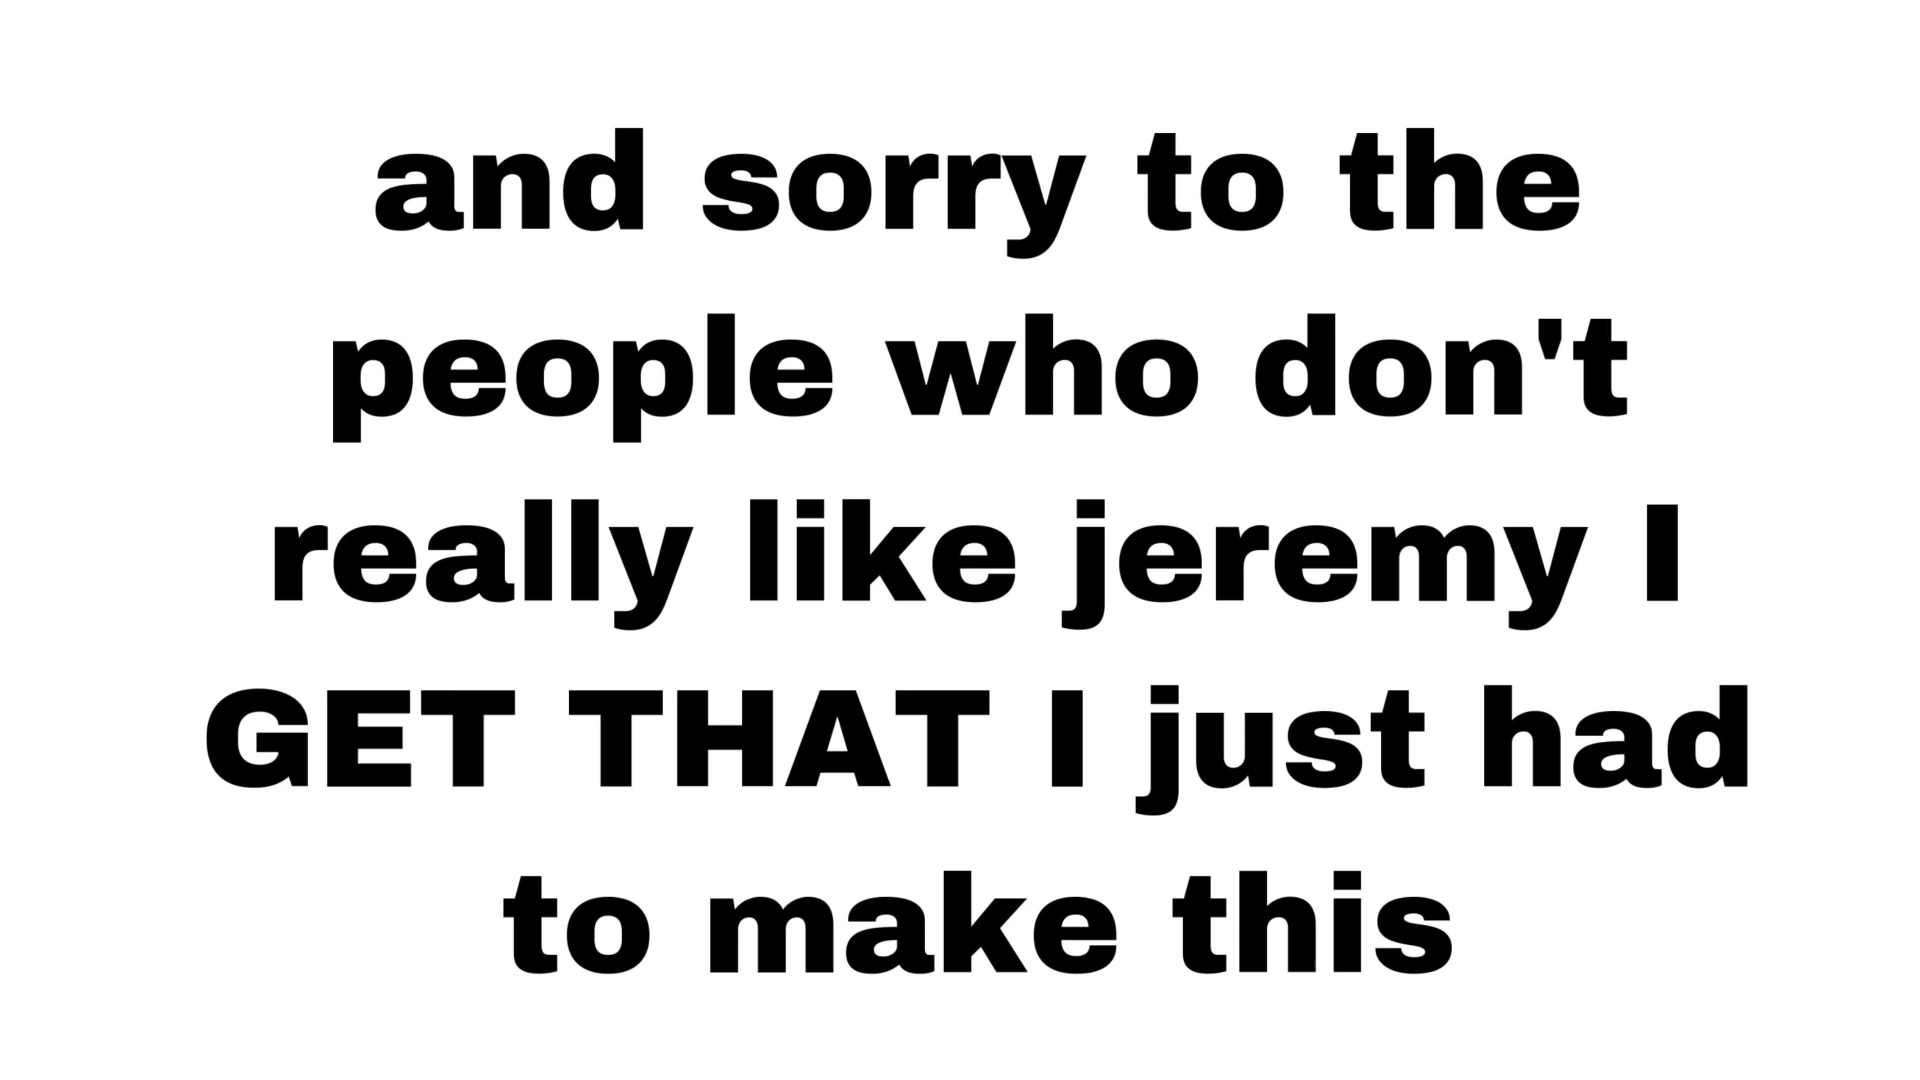 and sorry to the
people who don't
really like jeremy I
GET THAT I just had
to make this